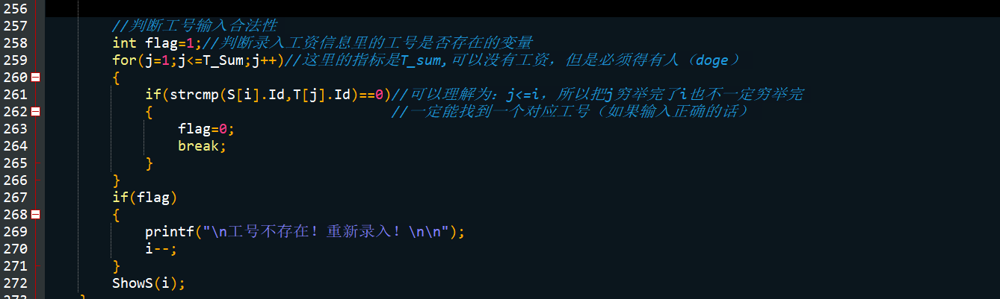 256
257 //判断工号输入合法性
258 int flag=1;//判断录入工资信息里的工号是否存在的变量
259 for(j=1;j<=T_Sum;j++)//这里的指标是T_sum,可以没有工资，但是必须得有人（doge）
260 {
261 if(strcmp(S[i].Id,T[j].Id)==0)//可以理解为：j<=i，所以把j穷举完了i也不一定穷举完
262 { //一定能找到一个对应工号（如果输入正确的话）
263 flag=0;
264 break;
265 }
266 }
267 if(flag)
268 {
269 printf("\n工号不存在！重新录入！\n\n");
270 i--;
271 }
272 ShowS(i);